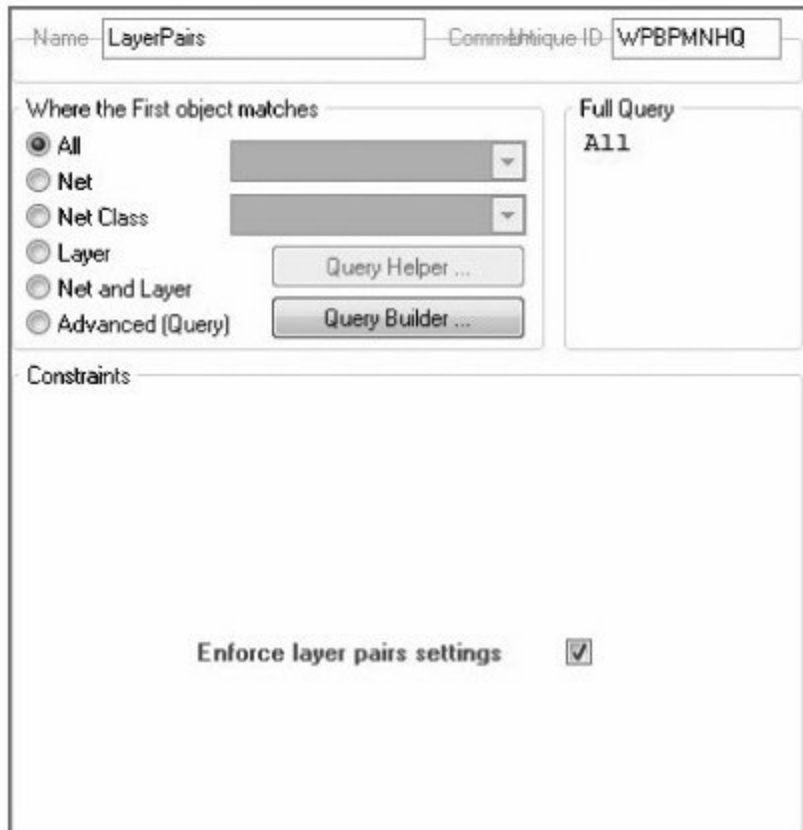 Name LayerPairs Comment Unique ID WPBPMNHQ
Where the First object matches
All
Net
Net Class
Layer
Net and Layer
Advanced (Query)
Query Helper ...
Query Builder ...
Full Query
All
Constraints
Enforce layer pairs settings